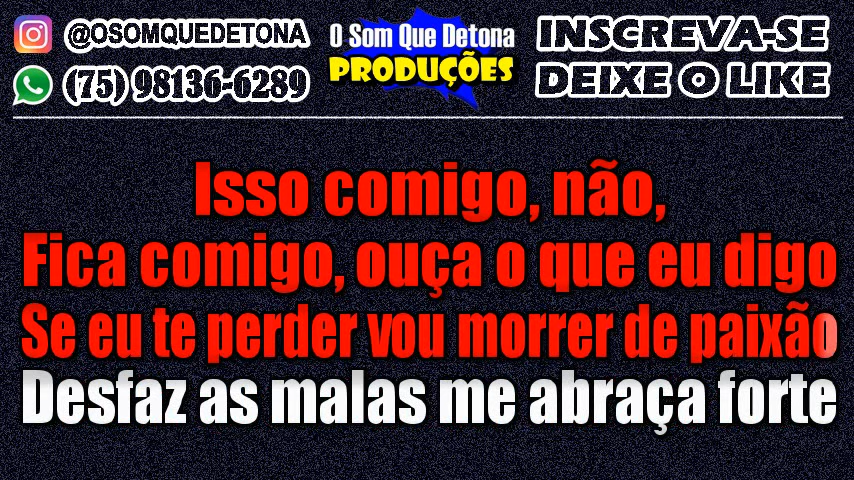 @OSOMQUEDETONA
(75) 98136-6289
O Som Que Detona
PRODUÇÕES
INSCREVA-SE
DEIXE O LIKE
Isso comigo, não,
Fica comigo, ouça o que eu digo
Se eu te perder vou morrer de paixão
Desfaz as malas me abraça forte